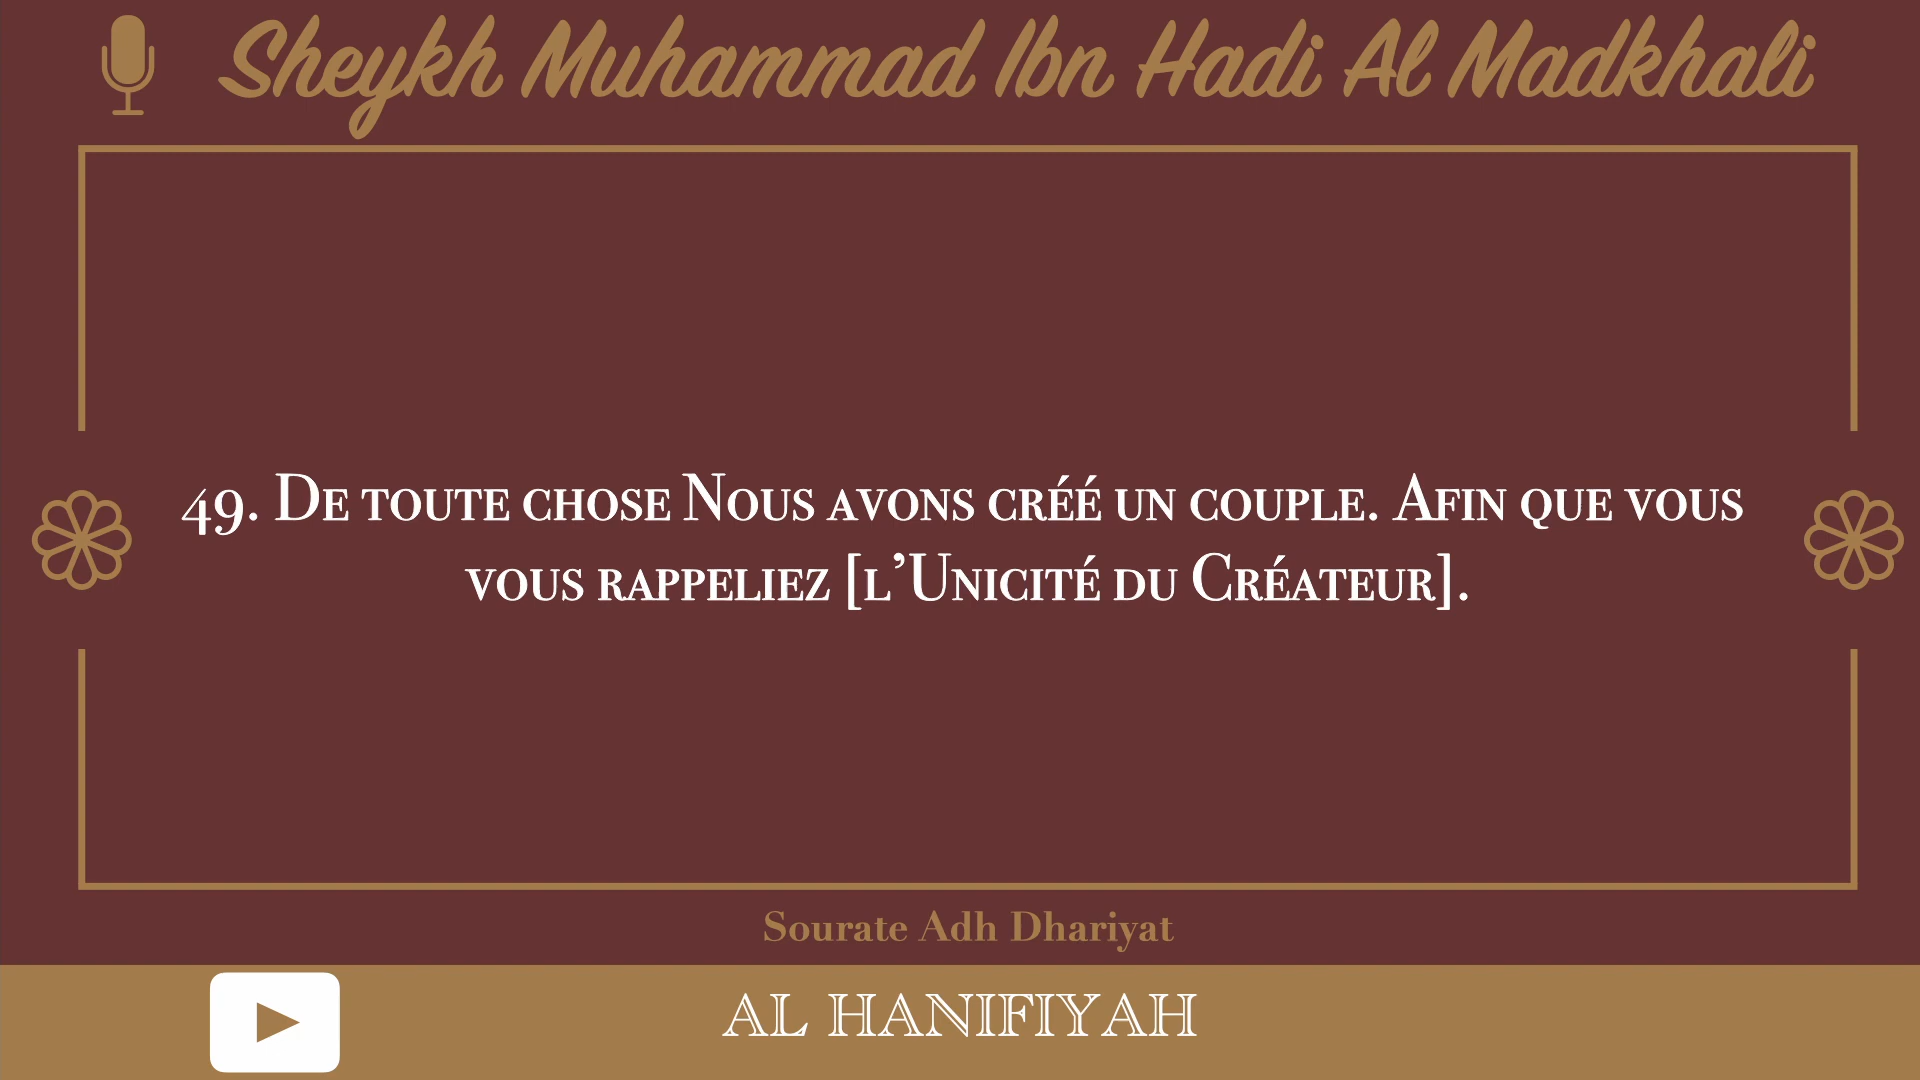 Sheykh Muhammad Ibn Hadi Al Madkhali
49. De toute chose Nous avons créé un couple. Afin que vous
vous rappeliez [l’Unicité du Créateur].
Sourate Adh Dhariyat
AL HANIFIYAH